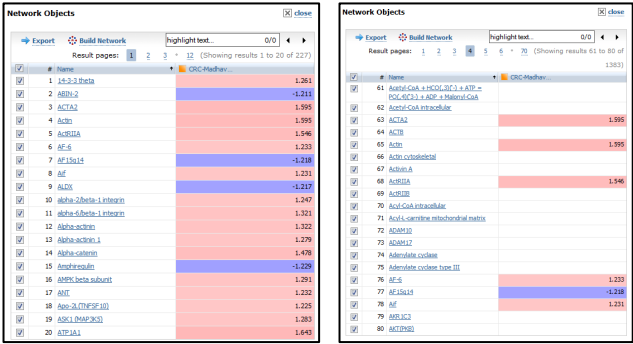 Network Objects close
Export Build Network highlight text... 0/0
Result pages: 1 2 3 12 (Showing results 1 to 20 of 227)
# Name CRC-Madhav...
1 14-3-3 theta 1.261
2 ABIN-2 -1.211
3 ACTA2 1.595
4 Actin 1.595
5 ActRIIA 1.546
6 AF-6 1.233
7 AF15q14 -1.218
8 Aif 1.231
9 ALDX -1.217
10 alpha-2/beta-1 integrin 1.247
11 alpha-6/beta-1 integrin 1.321
12 Alpha-actinin 1.322
13 Alpha-actinin 1 1.279
14 Alpha-catenin 1.478
15 Amphiregulin -1.229
16 AMPK beta subunit 1.291
17 ANT 1.232
18 Apo-2L(TNFSF10) 1.225
19 ASK1 (MAP3K5) 1.283
20 ATP1A1 1.643
Network Objects close
Export Build Network highlight text... 0/0
Result pages: 1 2 3 4 5 6 70 (Showing results 61 to 80 of
1383)
# Name CRC-Madhav...
61 Acetyl-CoA + HCO(,3)(-) + ATP =
PO(,4)(3-) + ADP + Malonyl-CoA
62 Acetyl-CoA intracellular
63 ACTA2 1.595
64 ACTB
65 Actin 1.595
66 Actin cytoskeletal
67 Activin A
68 ActRIIA 1.546
69 ActRIIB
70 Acyl-CoA intracellular
71 Acyl-L-carnitine mitochondrial matrix
72 ADAM10
73 ADAM17
74 Adenylate cyclase
75 Adenylate cyclase type III
76 AF-6 1.233
77 AF15q14 -1.218
78 Aif 1.231
79 AKR1C3
80 AKT(PKB)